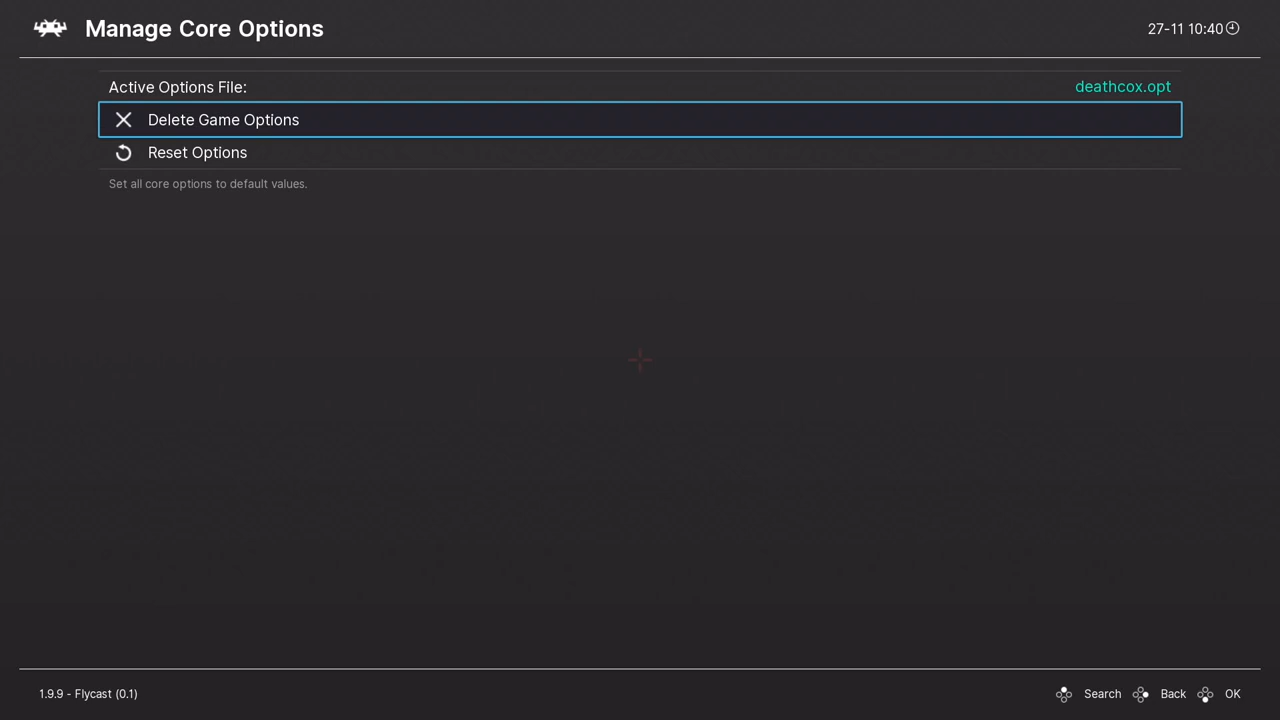 Manage Core Options
27-11 10:40
Active Options File:
deathcox.opt
Delete Game Options
Reset Options
Set all core options to default values.
1.9.9 - Flycast (0.1)
Search
Back
OK